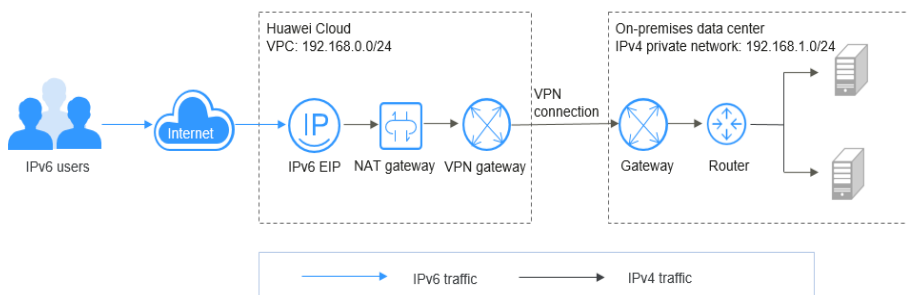 Huawei Cloud
VPC: 192.168.0.0/24
On-premises data center
IPv4 private network: 192.168.1.0/24
VPN
connection
Internet
IP
IPv6 users
IPv6 EIP
NAT gateway
VPN gateway
Gateway
Router
IPv6 traffic
IPv4 traffic